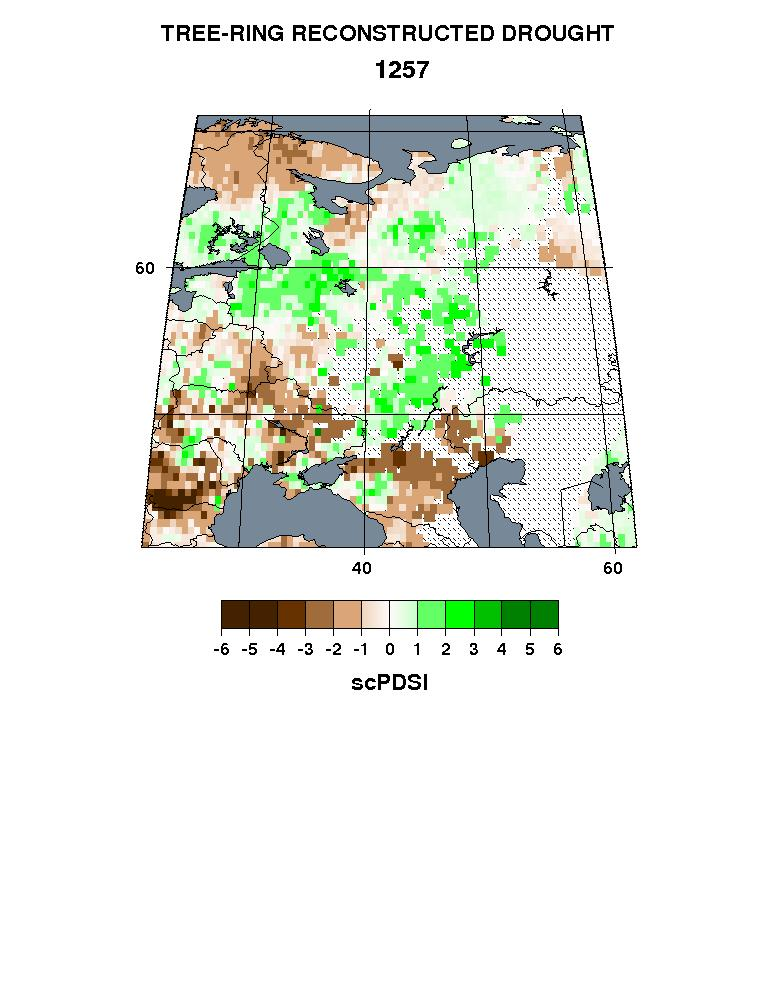 TREE-RING RECONSTRUCTED DROUGHT
1257
60
40 60
-6 -5 -4 -3 -2 -1 0 1 2 3 4 5 6
scPDSI